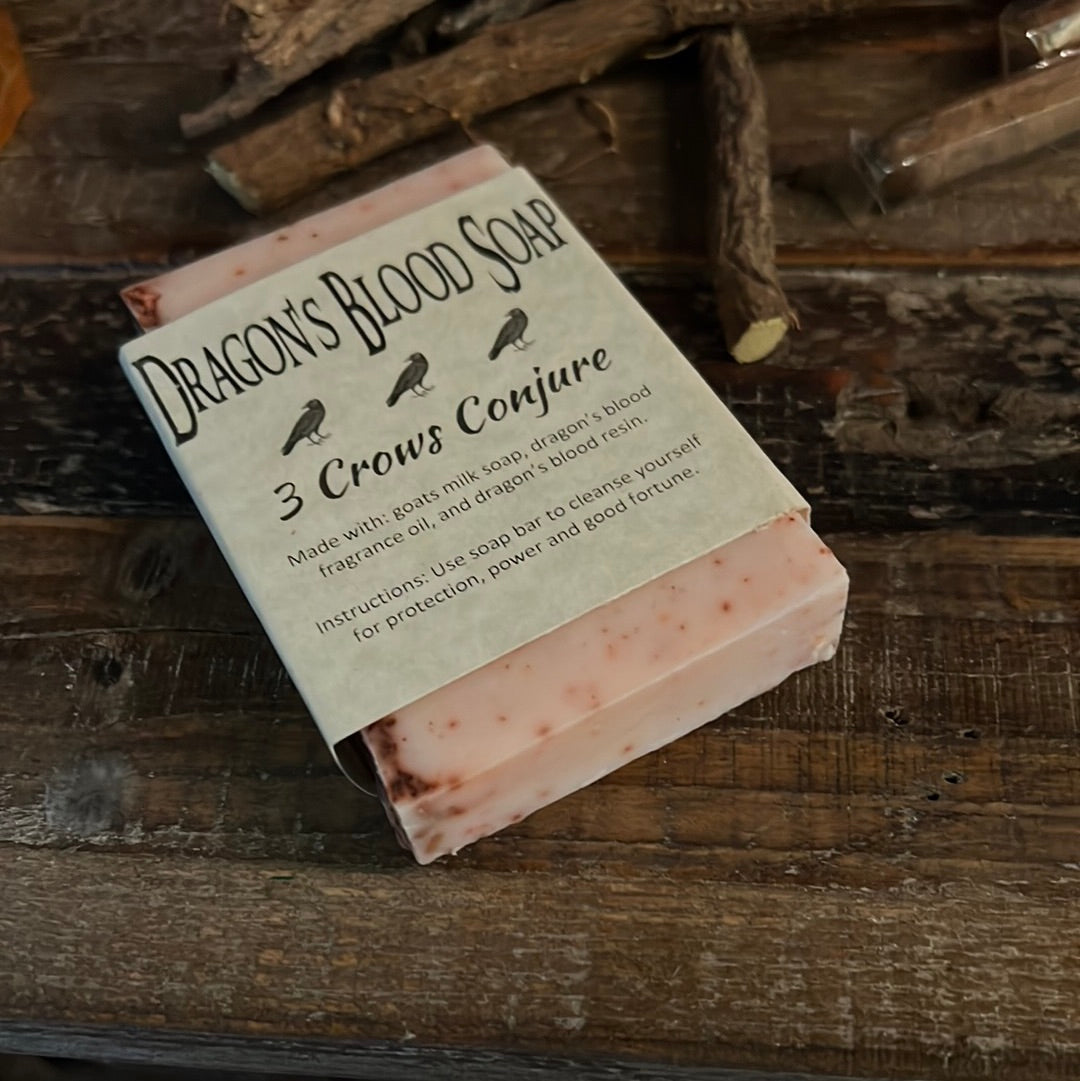 DRAGON'S BLOOD SOAP
3 Crows Conjure
Made with: goats milk soap, dragon's blood
fragrance oil, and dragon's blood resin.
Instructions: Use soap bar to cleanse yourself
for protection, power and good fortune.